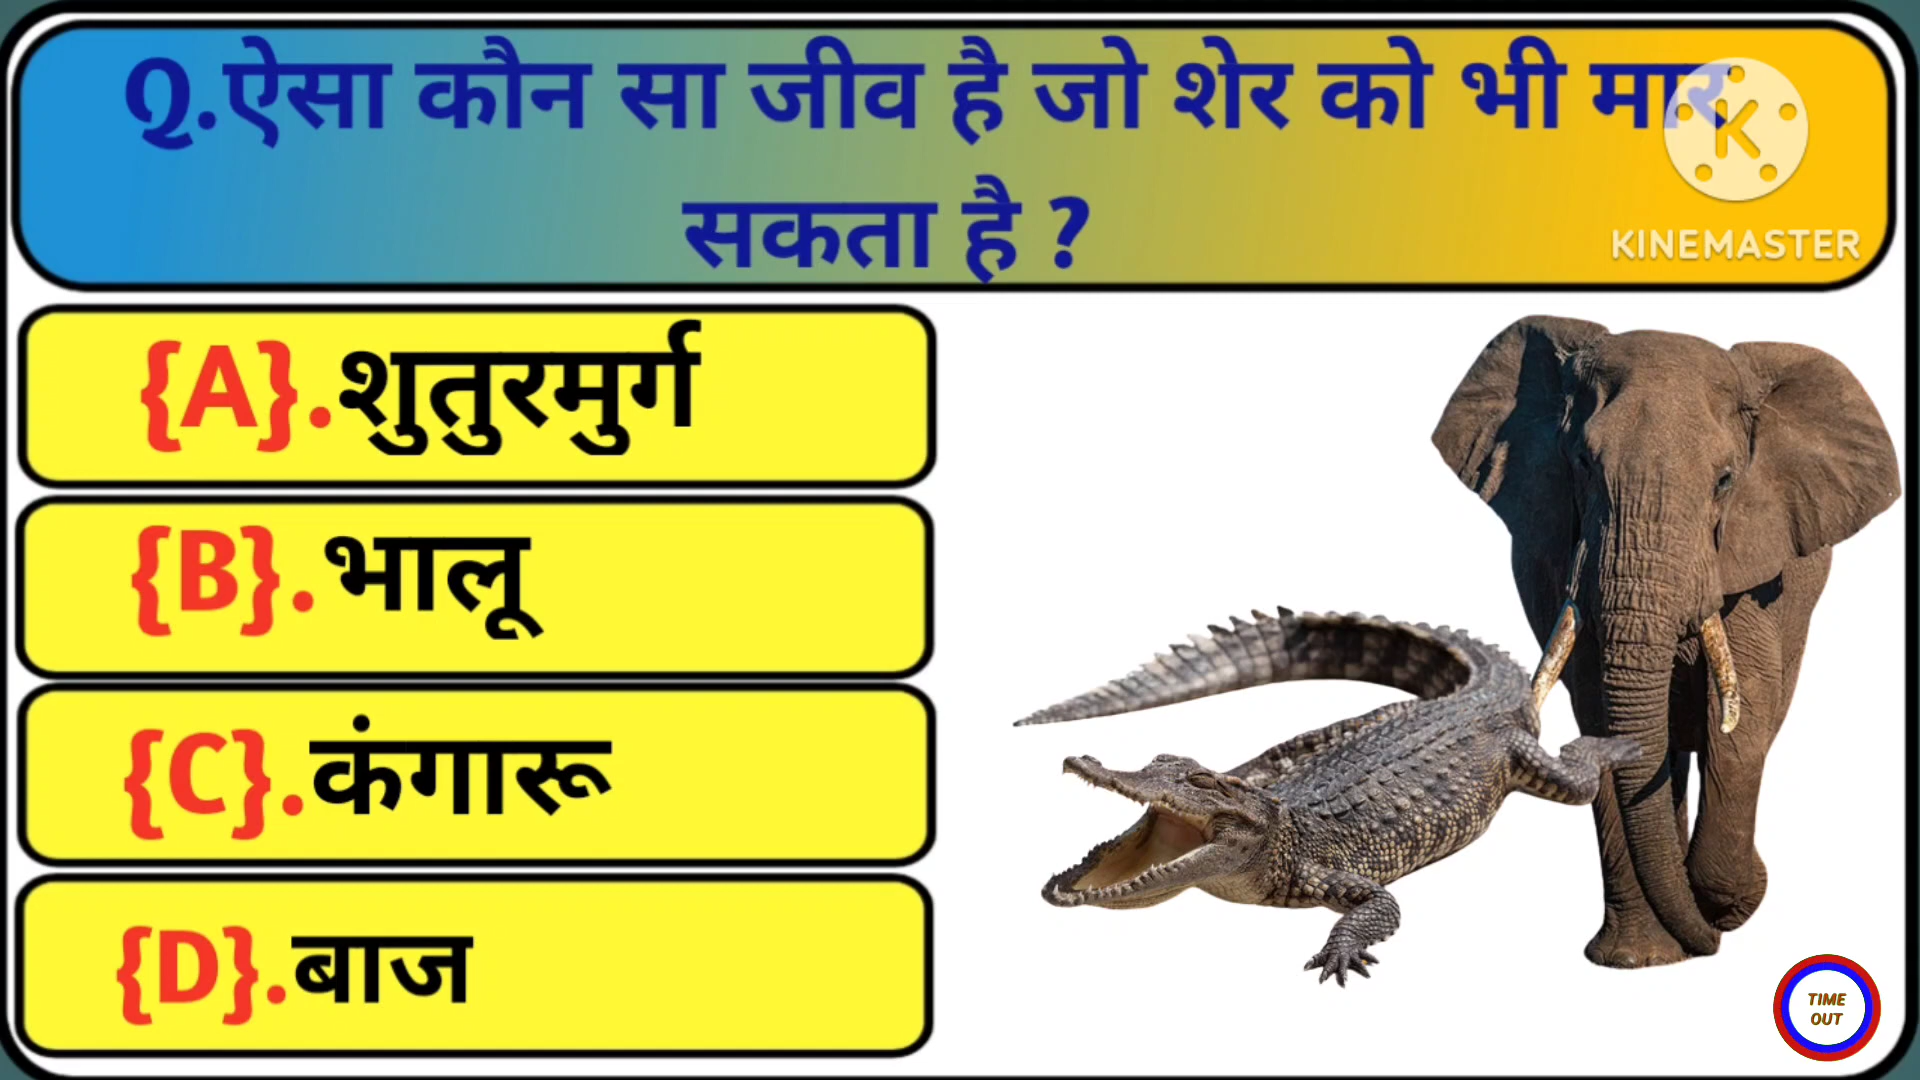 Q.ऐसा कौन सा जीव है जो शेर को भी मार
सकता है ?
KINEMASTER
{A}.शुतुरमुर्ग
{B}.भालू
{C}.कंगारू
{D}.बाज
TIME
OUT